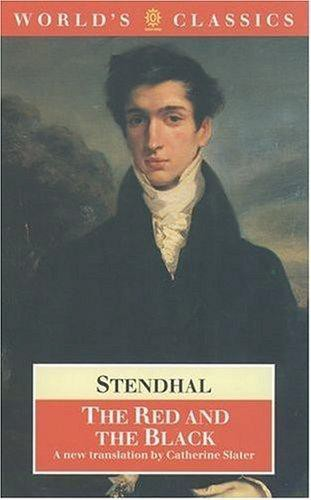 WORLD'S CLASSICS
STENDHAL
THE RED AND
THE BLACK
A new translation by Catherine Slater